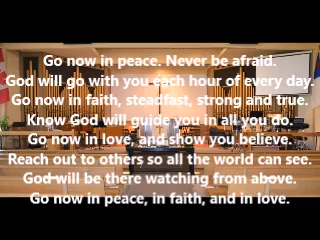 Go now in peace. Never be afraid.
God will go with you each hour of every day.
Go now in faith, steadfast, strong and true.
Know God will guide you in all you do.
Go now in love, and show you believe.
Reach out to others so all the world can see.
God will be there watching from above.
Go now in peace, in faith, and in love.